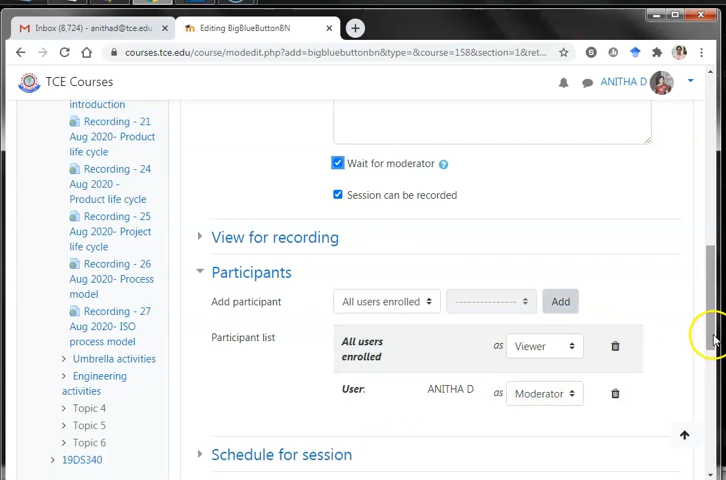 Inbox (8,724) - anithad@tce.edu
Editing BigBlueButtonBN
courses.tce.edu/course/modedit.php?add=bigbluebuttonbn&type=&course=158&section=1&ret...
TCE Courses
ANITHA D
introduction
Recording - 21
Aug 2020- Product
life cycle
Recording - 24
Aug 2020 -
Product life cycle
Recording - 25
Aug 2020- Project
life cycle
Recording - 26
Aug 2020- Process
model
Recording - 27
Aug 2020- ISO
process model
Umbrella activities
Engineering
activities
Topic 4
Topic 5
Topic 6
19DS340
Wait for moderator
Session can be recorded
View for recording
Participants
Add participant
All users enrolled
---------------
Add
Participant list
All users
enrolled
as
Viewer
User:
ANITHA D
as
Moderator
Schedule for session